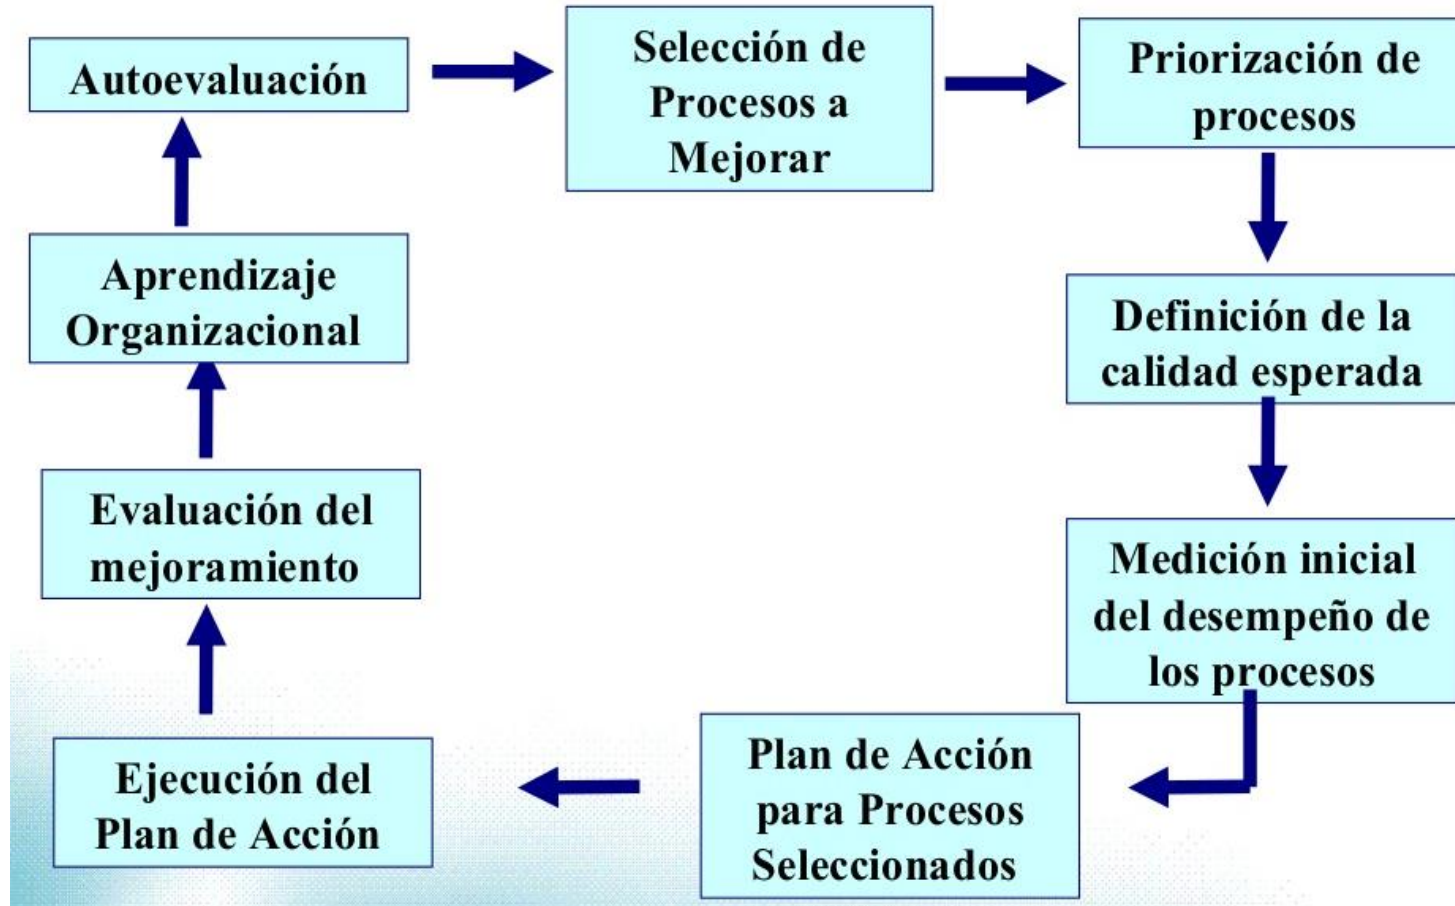 Autoevaluación
Selección de
Procesos a
Mejorar
Priorización de
procesos
Definición de la
calidad esperada
Medición inicial
del desempeño de
los procesos
Plan de Acción
para Procesos
Seleccionados
Ejecución del
Plan de Acción
Evaluación del
mejoramiento
Aprendizaje
Organizacional